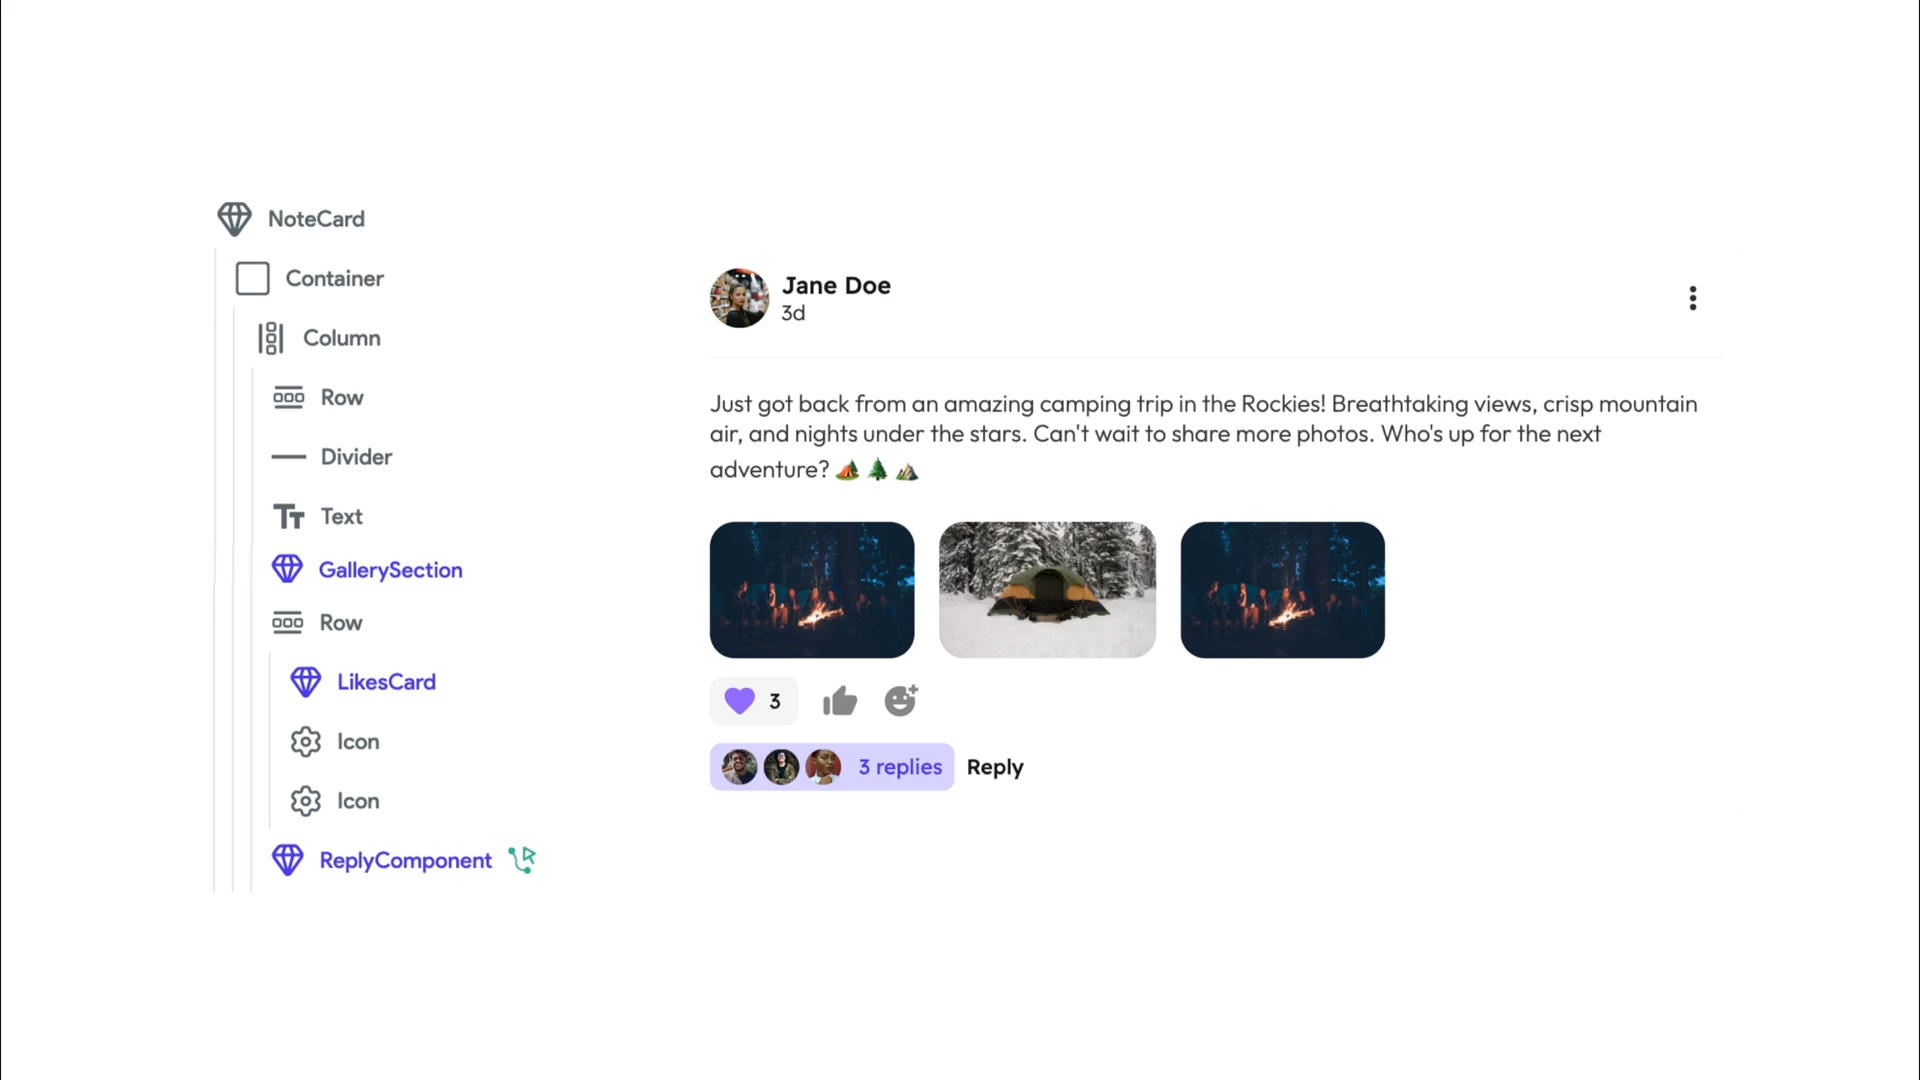 NoteCard
Container
Column
Row
Divider
Text
GallerySection
Row
LikesCard
Icon
Icon
ReplyComponent
Jane Doe
3d
Just got back from an amazing camping trip in the Rockies! Breathtaking views, crisp mountain
air, and nights under the stars. Can't wait to share more photos. Who's up for the next
adventure? 🏕️ 🌲 ⛰️
3
3 replies
Reply